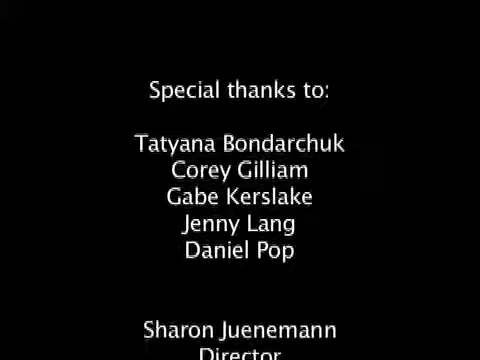 Special thanks to:
Tatyana Bondarchuk
Corey Gilliam
Gabe Kerslake
Jenny Lang
Daniel Pop
Sharon Juenemann
Director